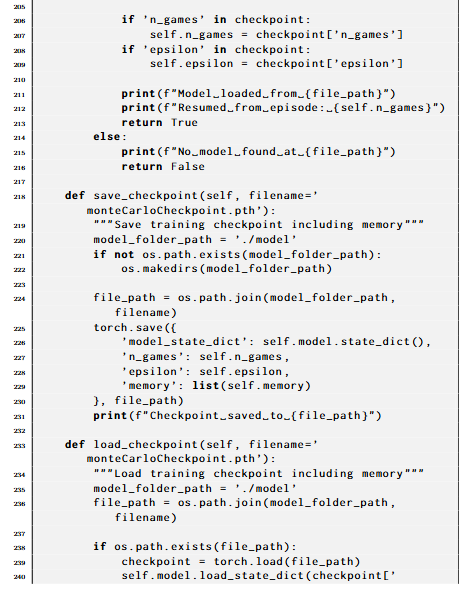 205
206 if 'n_games' in checkpoint:
207 self.n_games = checkpoint['n_games']
208 if 'epsilon' in checkpoint:
209 self.epsilon = checkpoint['epsilon']
210
211 print(f"Model␣loaded␣from␣{file_path}")
212 print(f"Resumed␣from␣episode:␣{self.n_games}")
213 return True
214 else:
215 print(f"No␣model␣found␣at␣{file_path}")
216 return False
217
218 def save_checkpoint(self, filename='
monteCarloCheckpoint.pth'):
219 """Save training checkpoint including memory"""
220 model_folder_path = './model'
221 if not os.path.exists(model_folder_path):
222 os.makedirs(model_folder_path)
223
224 file_path = os.path.join(model_folder_path,
filename)
225 torch.save({
226 'model_state_dict': self.model.state_dict(),
227 'n_games': self.n_games,
228 'epsilon': self.epsilon,
229 'memory': list(self.memory)
230 }, file_path)
231 print(f"Checkpoint␣saved␣to␣{file_path}")
232
233 def load_checkpoint(self, filename='
monteCarloCheckpoint.pth'):
234 """Load training checkpoint including memory"""
235 model_folder_path = './model'
236 file_path = os.path.join(model_folder_path,
filename)
237
238 if os.path.exists(file_path):
239 checkpoint = torch.load(file_path)
240 self.model.load_state_dict(checkpoint['